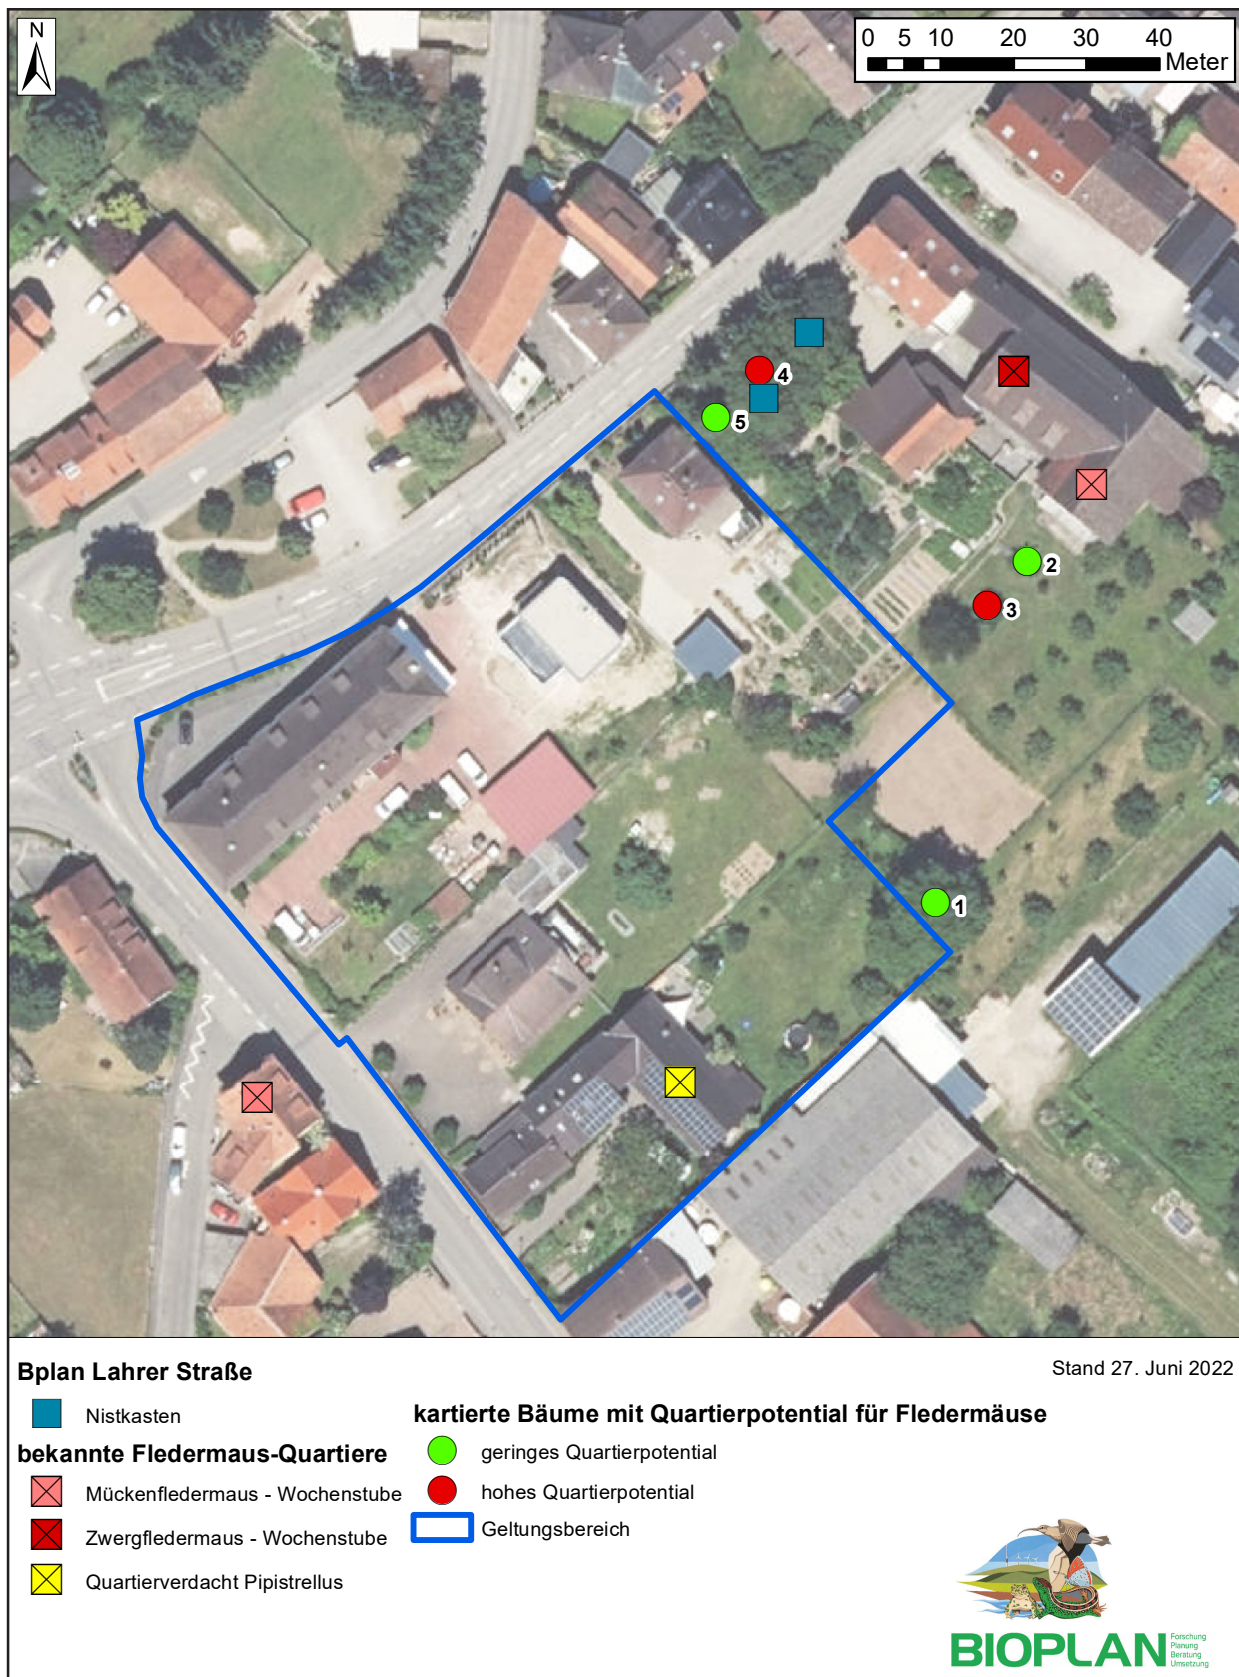 N
0 5 10 20 30 40
Meter
4
5
2
3
1
Bplan Lahrer Straße
Stand 27. Juni 2022
Nistkasten
bekannte Fledermaus-Quartiere
Mückenfledermaus - Wochenstube
Zwergfledermaus - Wochenstube
Quartierverdacht Pipistrellus
kartierte Bäume mit Quartierpotential für Fledermäuse
geringes Quartierpotential
hohes Quartierpotential
Geltungsbereich
BIOPLAN
Forschung
Planung
Beratung
Umsetzung